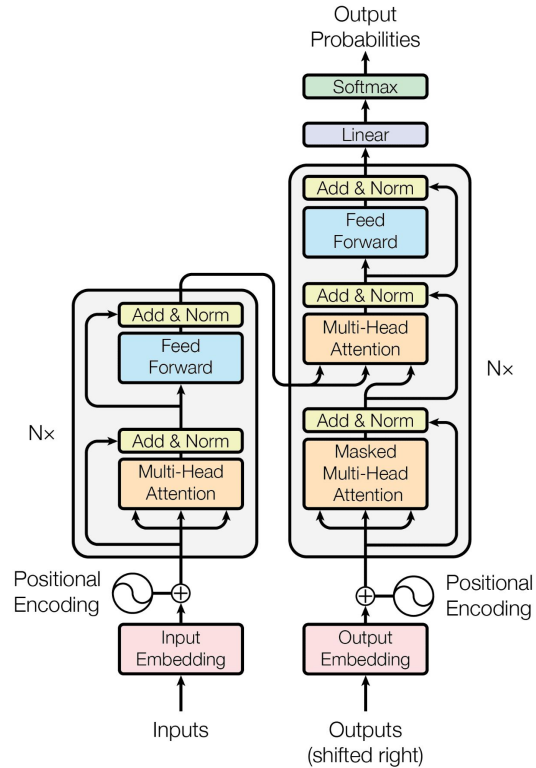 Output
Probabilities
Softmax
Linear
Add & Norm
Feed
Forward
Add & Norm
Multi-Head
Attention
Add & Norm
Masked
Multi-Head
Attention
N×
Add & Norm
Feed
Forward
Add & Norm
Multi-Head
Attention
N×
Positional
Encoding
Positional
Encoding
Input
Embedding
Output
Embedding
Inputs
Outputs
(shifted right)